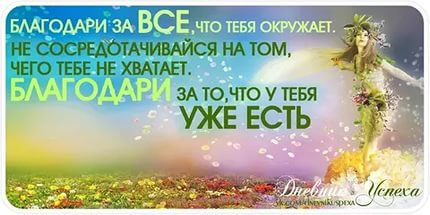 БЛАГОДАРИ ЗА ВСЕ, ЧТО ТЕБЯ ОКРУЖАЕТ.
НЕ СОСРЕДОТАЧИВАЙСЯ НА ТОМ,
ЧЕГО ТЕБЕ НЕ ХВАТАЕТ.
БЛАГОДАРИ ЗА ТО, ЧТО У ТЕБЯ
УЖЕ ЕСТЬ
Дневник Успеха